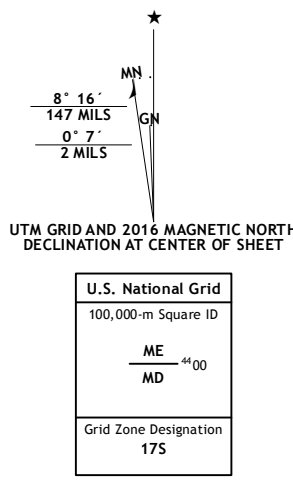 ★
MN
8° 16´
147 MILS
GN
0° 7´
2 MILS
UTM GRID AND 2016 MAGNETIC NORTH
DECLINATION AT CENTER OF SHEET
U.S. National Grid
100,000-m Square ID
ME
4400
MD
Grid Zone Designation
17S